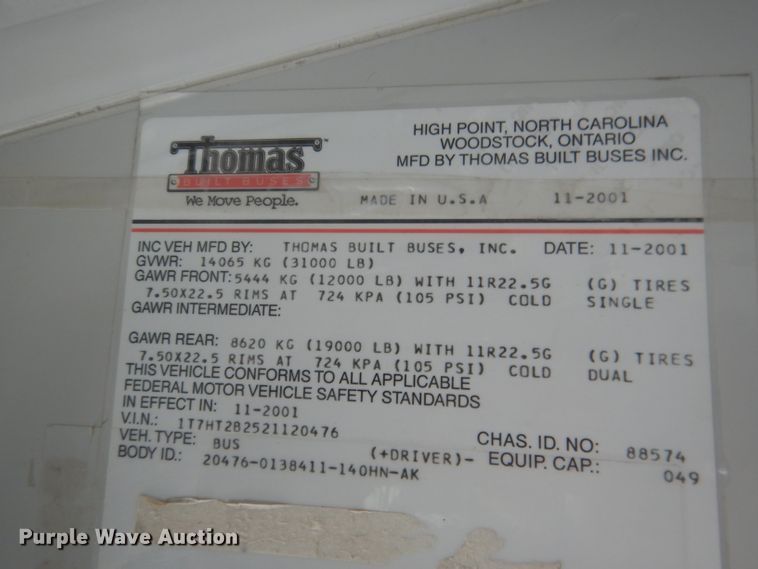 HIGH POINT, NORTH CAROLINA
WOODSTOCK, ONTARIO
MFD BY THOMAS BUILT BUSES INC.
Thomas™
BUILT BUSES
We Move People.
MADE IN U.S.A 11-2001
INC VEH MFD BY: THOMAS BUILT BUSES, INC. DATE: 11-2001
GVWR: 14065 KG (31000 LB)
GAWR FRONT: 5444 KG (12000 LB) WITH 11R22.5G (G) TIRES
7.50X22.5 RIMS AT 724 KPA (105 PSI) COLD SINGLE
GAWR INTERMEDIATE:
GAWR REAR: 8620 KG (19000 LB) WITH 11R22.5G (G) TIRES
7.50X22.5 RIMS AT 724 KPA (105 PSI) COLD DUAL
THIS VEHICLE CONFORMS TO ALL APPLICABLE
FEDERAL MOTOR VEHICLE SAFETY STANDARDS
IN EFFECT IN: 11-2001
V.I.N.: 1T7HT2B2521120476 CHAS. ID. NO: 88574
VEH. TYPE: BUS (+DRIVER)- EQUIP. CAP.: 049
BODY ID.: 20476-0138411-140HN-AK
Purple Wave Auction